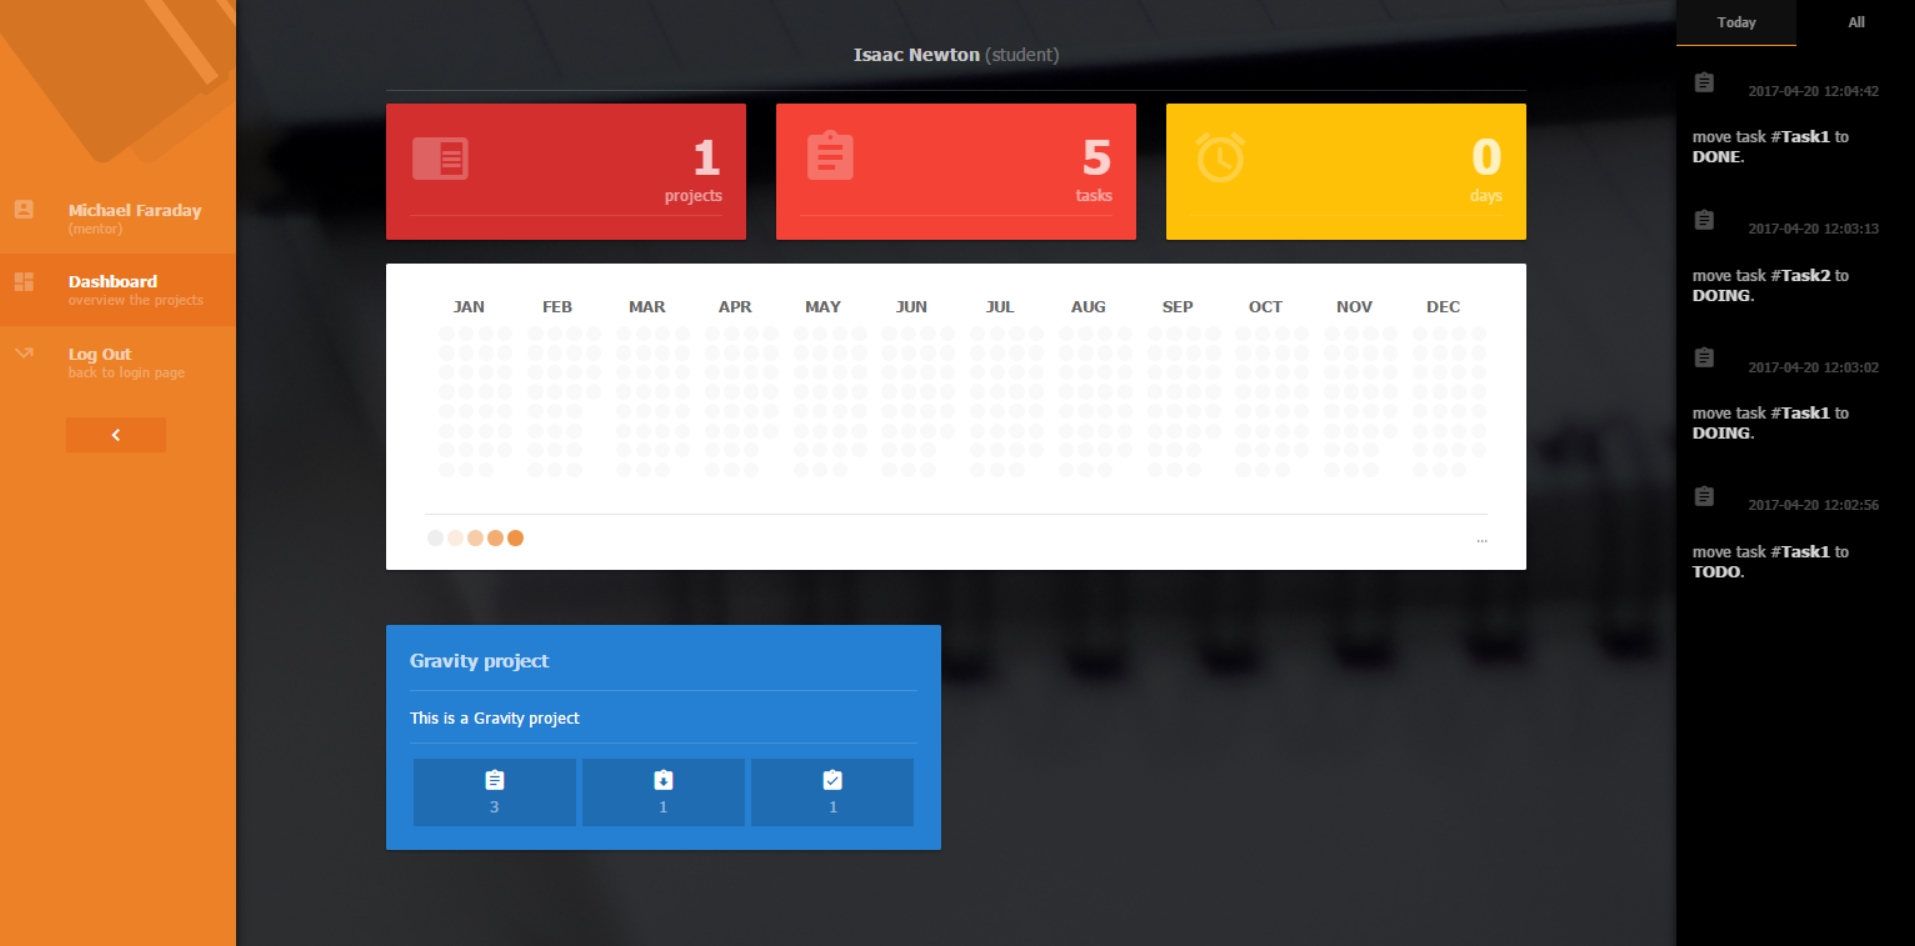 Michael Faraday
(mentor)
Dashboard
overview the projects
Log Out
back to login page
Isaac Newton (student)
1
projects
5
tasks
0
days
JAN FEB MAR APR MAY JUN JUL AUG SEP OCT NOV DEC
...
Gravity project
This is a Gravity project
3 1 1
Today All
2017-04-20 12:04:42
move task #Task1 to
DONE.
2017-04-20 12:03:13
move task #Task2 to
DOING.
2017-04-20 12:03:02
move task #Task1 to
DOING.
2017-04-20 12:02:56
move task #Task1 to
TODO.